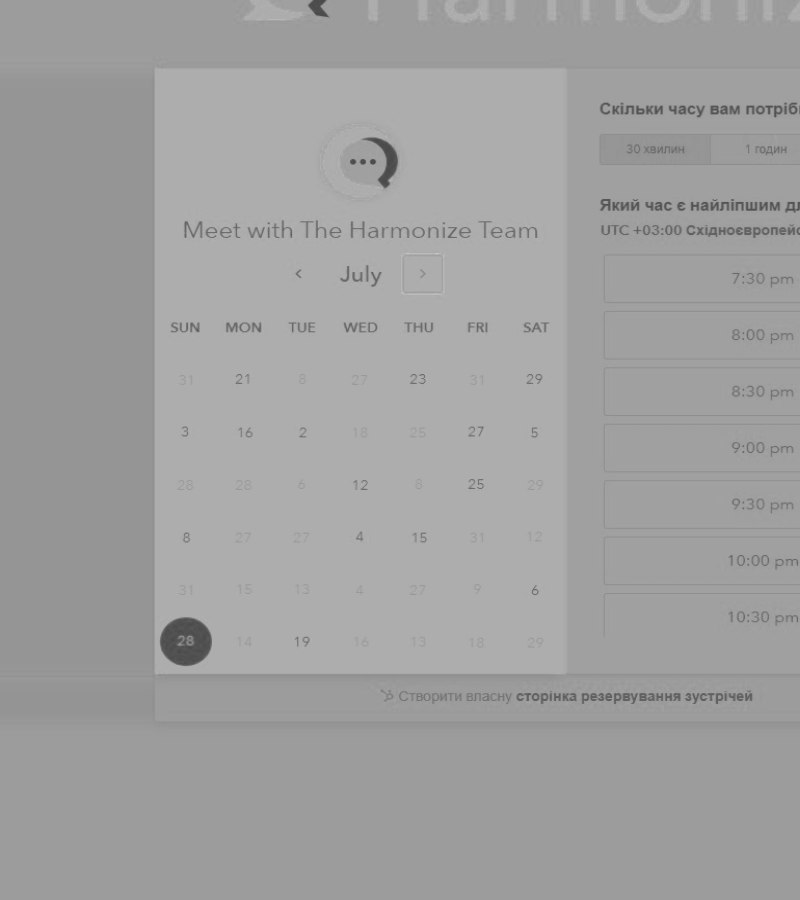 Harmoniz
Meet with The Harmonize Team
July
SUN MON TUE WED THU FRI SAT
31 21 8 27 23 31 29
3 16 2 18 25 27 5
28 28 6 12 8 25 29
8 27 27 4 15 31 12
31 15 13 4 27 9 6
28 14 19 16 13 18 29
Скільки часу вам потріб
30 хвилин 1 годин
Який час є найліпшим д
UTC +03:00 Східноєвропейс
7:30 pm
8:00 pm
8:30 pm
9:00 pm
9:30 pm
10:00 pm
10:30 pm
Створити власну сторінка резервування зустрічей